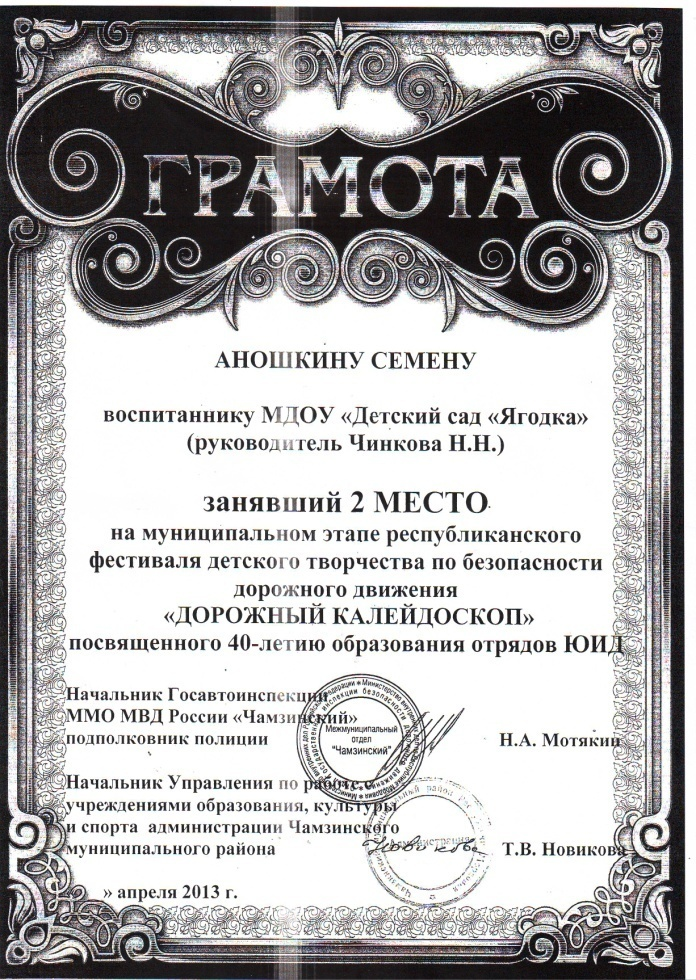 ГРАМОТА
АНОШКИНУ СЕМЕНУ
воспитаннику МДОУ «Детский сад «Ягодка»
(руководитель Чинкова Н.Н.)
занявший 2 МЕСТО
на муниципальном этапе республиканского
фестиваля детского творчества по безопасности
дорожного движения
«ДОРОЖНЫЙ КАЛЕЙДОСКОП»
посвященного 40-летию образования отрядов ЮИД
Начальник Госавтоинспекции
ММО МВД России «Чамзинский»
подполковник полиции Н.А. Мотякин
Межмуниципальный
отдел
"Чамзинский"
Начальник Управления по работе с
учреждениями образования, культуры
и спорта администрации Чамзинского
муниципального района Т.В. Новикова
» апреля 2013 г.